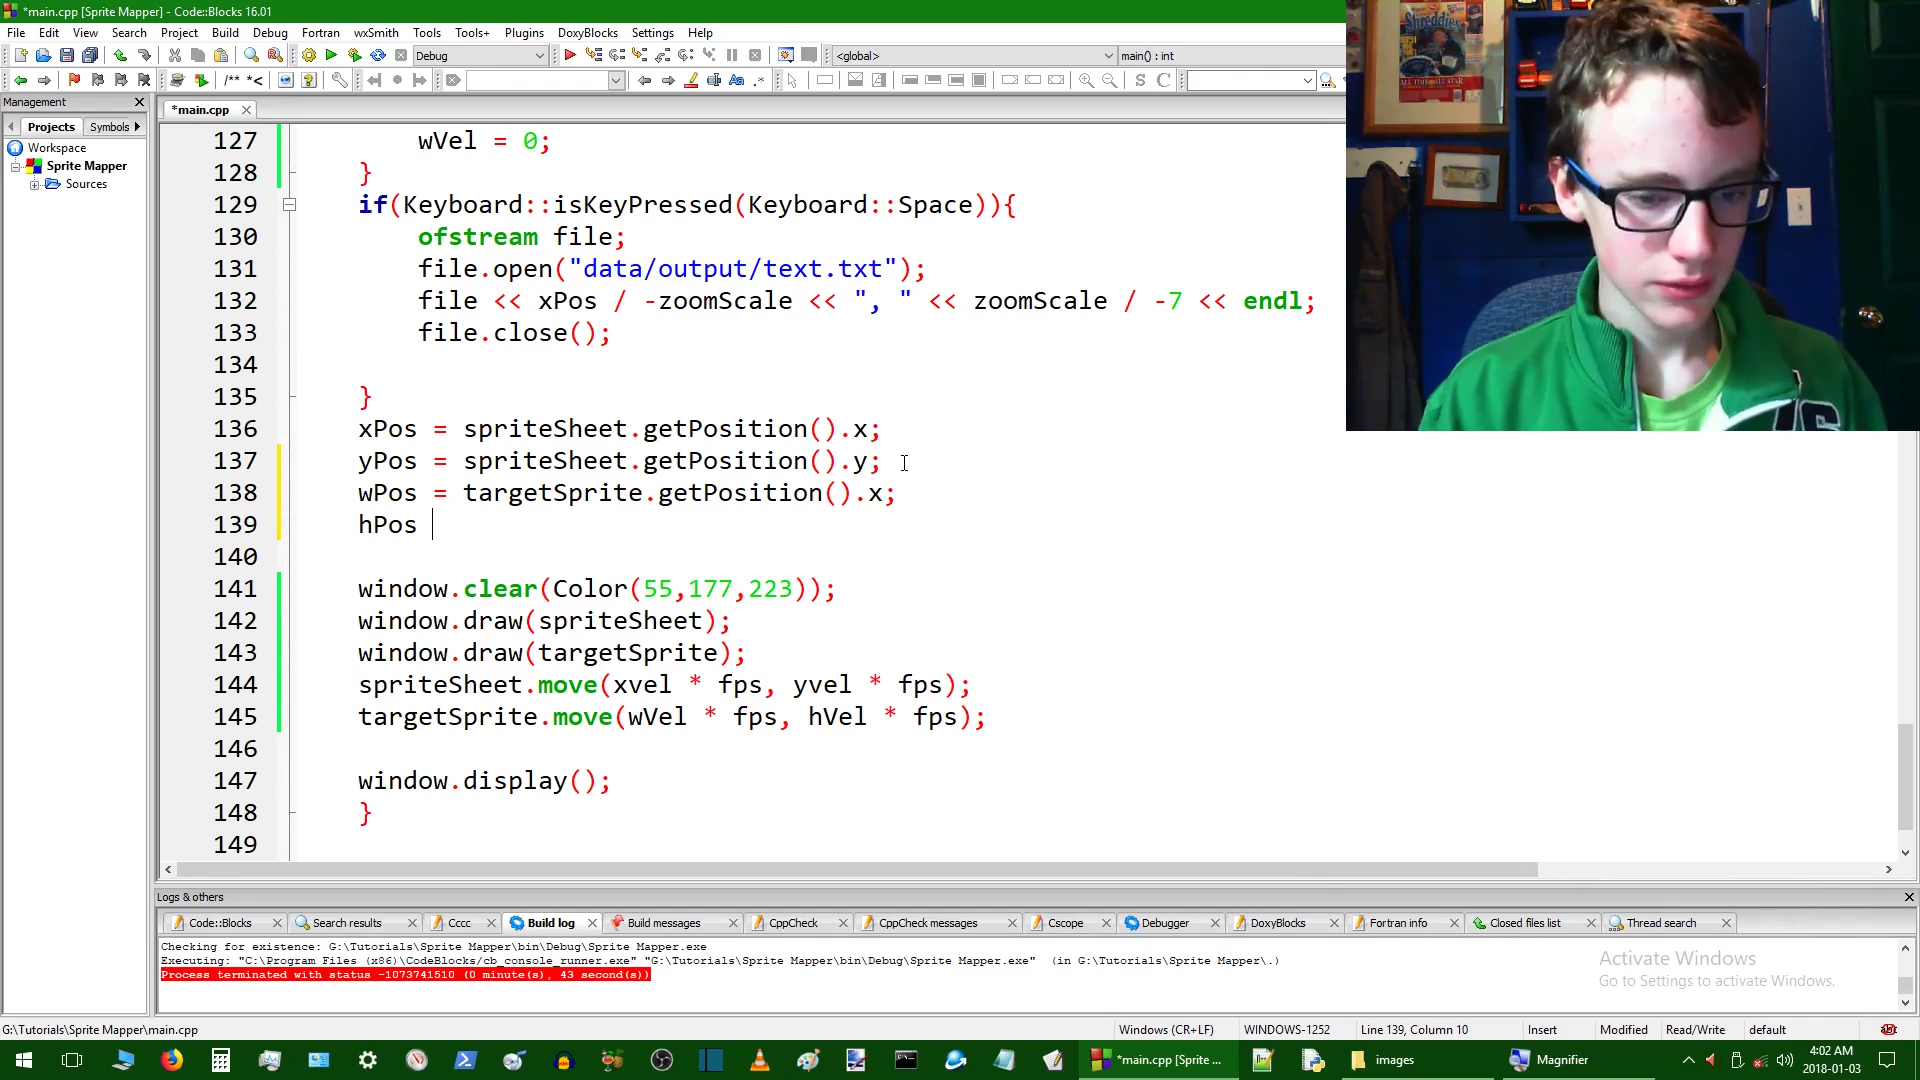 *main.cpp [Sprite Mapper] - Code::Blocks 16.01
File Edit View Search Project Build Debug Fortran wxSmith Tools Tools+ Plugins DoxyBlocks Settings Help
Debug <global> main() : int
/** *<
S C
Management
*main.cpp
Projects Symbols
Workspace
Sprite Mapper
Sources
127 wVel = 0;
128 }
129 if(Keyboard::isKeyPressed(Keyboard::Space)){
130 ofstream file;
131 file.open("data/output/text.txt");
132 file << xPos / -zoomScale << ", " << zoomScale / -7 << endl;
133 file.close();
134
135 }
136 xPos = spriteSheet.getPosition().x;
137 yPos = spriteSheet.getPosition().y;
138 wPos = targetSprite.getPosition().x;
139 hPos
140
141 window.clear(Color(55,177,223));
142 window.draw(spriteSheet);
143 window.draw(targetSprite);
144 spriteSheet.move(xvel * fps, yvel * fps);
145 targetSprite.move(wVel * fps, hVel * fps);
146
147 window.display();
148 }
149
Shreddies
Logs & others
Code::Blocks Search results Cccc Build log Build messages CppCheck CppCheck messages Cscope Debugger DoxyBlocks Fortran info Closed files list Thread search
Checking for existence: G:\Tutorials\Sprite Mapper\bin\Debug\Sprite Mapper.exe
Executing: "C:\Program Files (x86)\CodeBlocks/cb_console_runner.exe" "G:\Tutorials\Sprite Mapper\bin\Debug\Sprite Mapper.exe" (in G:\Tutorials\Sprite Mapper\.)
Process terminated with status -1073741510 (0 minute(s), 43 second(s))
Activate Windows
Go to Settings to activate Windows.
G:\Tutorials\Sprite Mapper\main.cpp Windows (CR+LF) WINDOWS-1252 Line 139, Column 10 Insert Modified Read/Write default
*main.cpp [Sprite ... images Magnifier
4:02 AM
2018-01-03